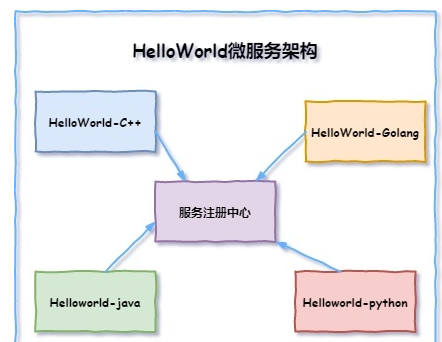 HelloWorld微服务架构
HelloWorld-C++
HelloWorld-Golang
服务注册中心
Helloworld-java
Helloworld-python